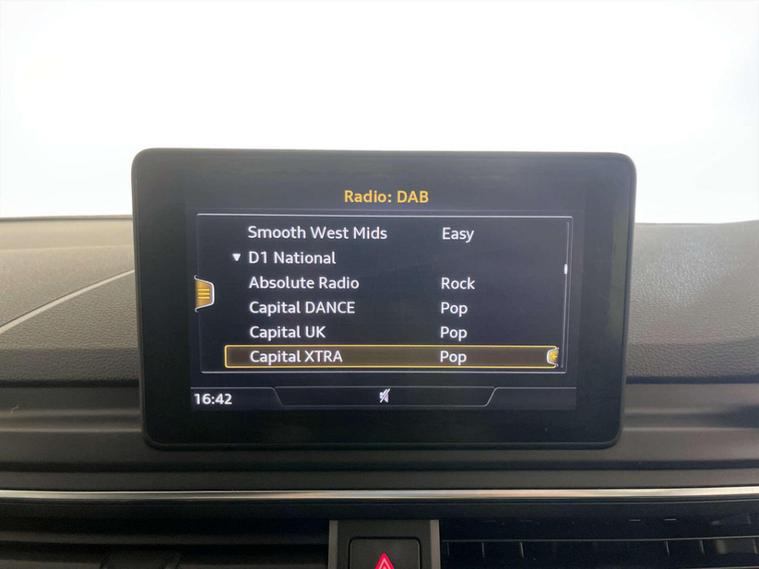 Radio: DAB
Smooth West Mids Easy
D1 National
Absolute Radio Rock
Capital DANCE Pop
Capital UK Pop
Capital XTRA Pop
16:42